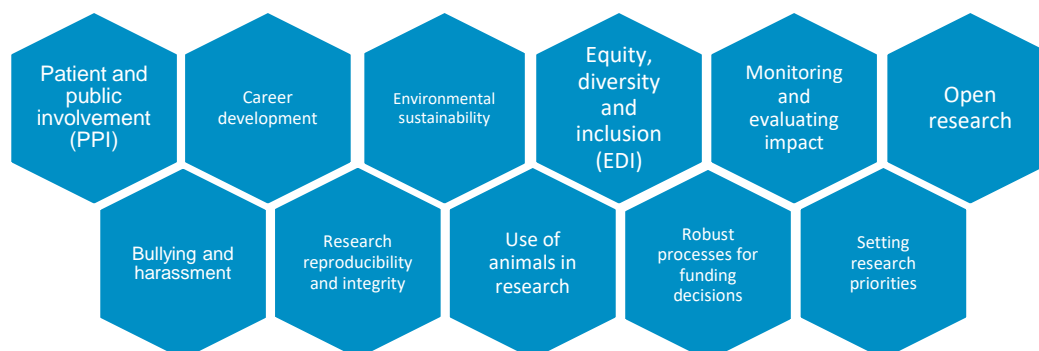 Patient and
public
involvement
(PPI)
Career
development
Environmental
sustainability
Equity,
diversity
and
inclusion
(EDI)
Monitoring
and
evaluating
impact
Open
research
Bullying and
harassment
Research
reproducibility
and integrity
Use of
animals in
research
Robust
processes for
funding
decisions
Setting
research
priorities